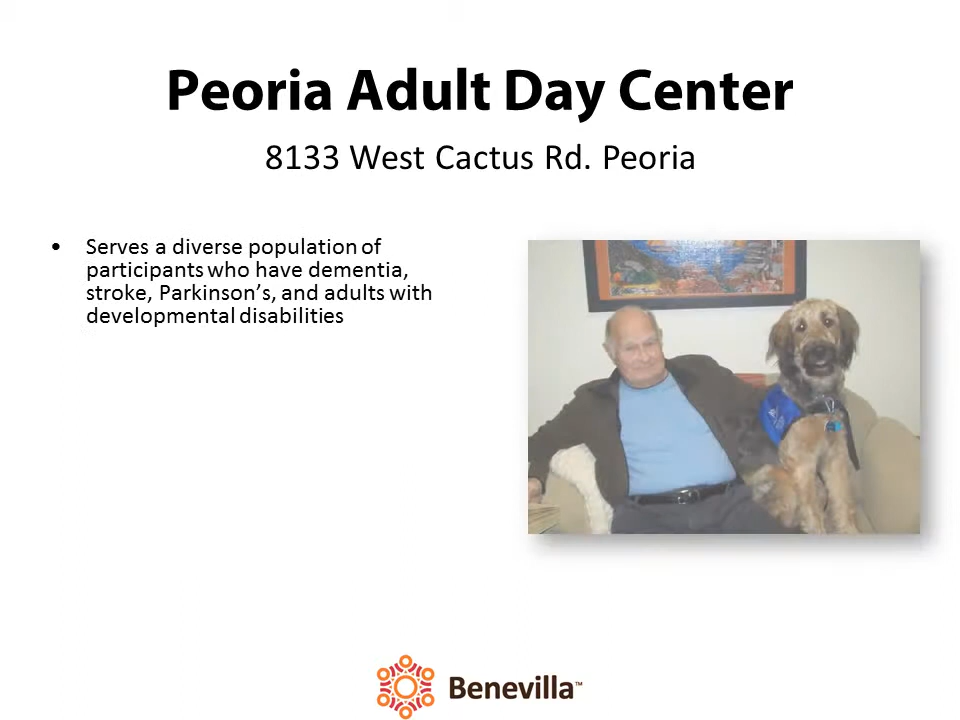 Peoria Adult Day Center
8133 West Cactus Rd. Peoria
• Serves a diverse population of
participants who have dementia,
stroke, Parkinson’s, and adults with
developmental disabilities
Benevilla™